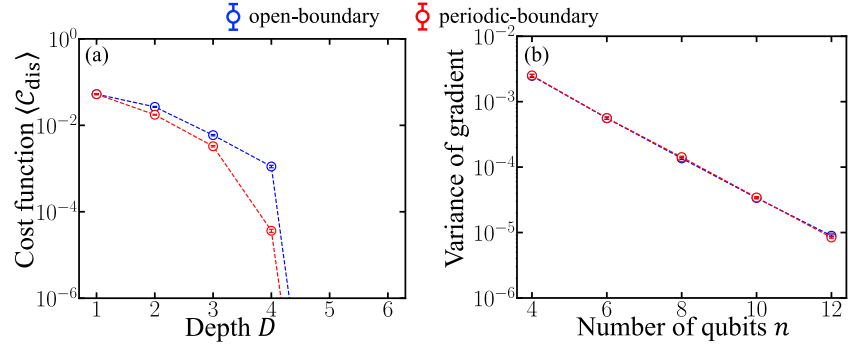 open-boundary periodic-boundary
(a)
Cost function ⟨𝒞_dis⟩
10^0
10^-2
10^-4
10^-6
1 2 3 4 5 6
Depth D
(b)
Variance of gradient
10^-2
10^-3
10^-4
10^-5
10^-6
4 6 8 10 12
Number of qubits n